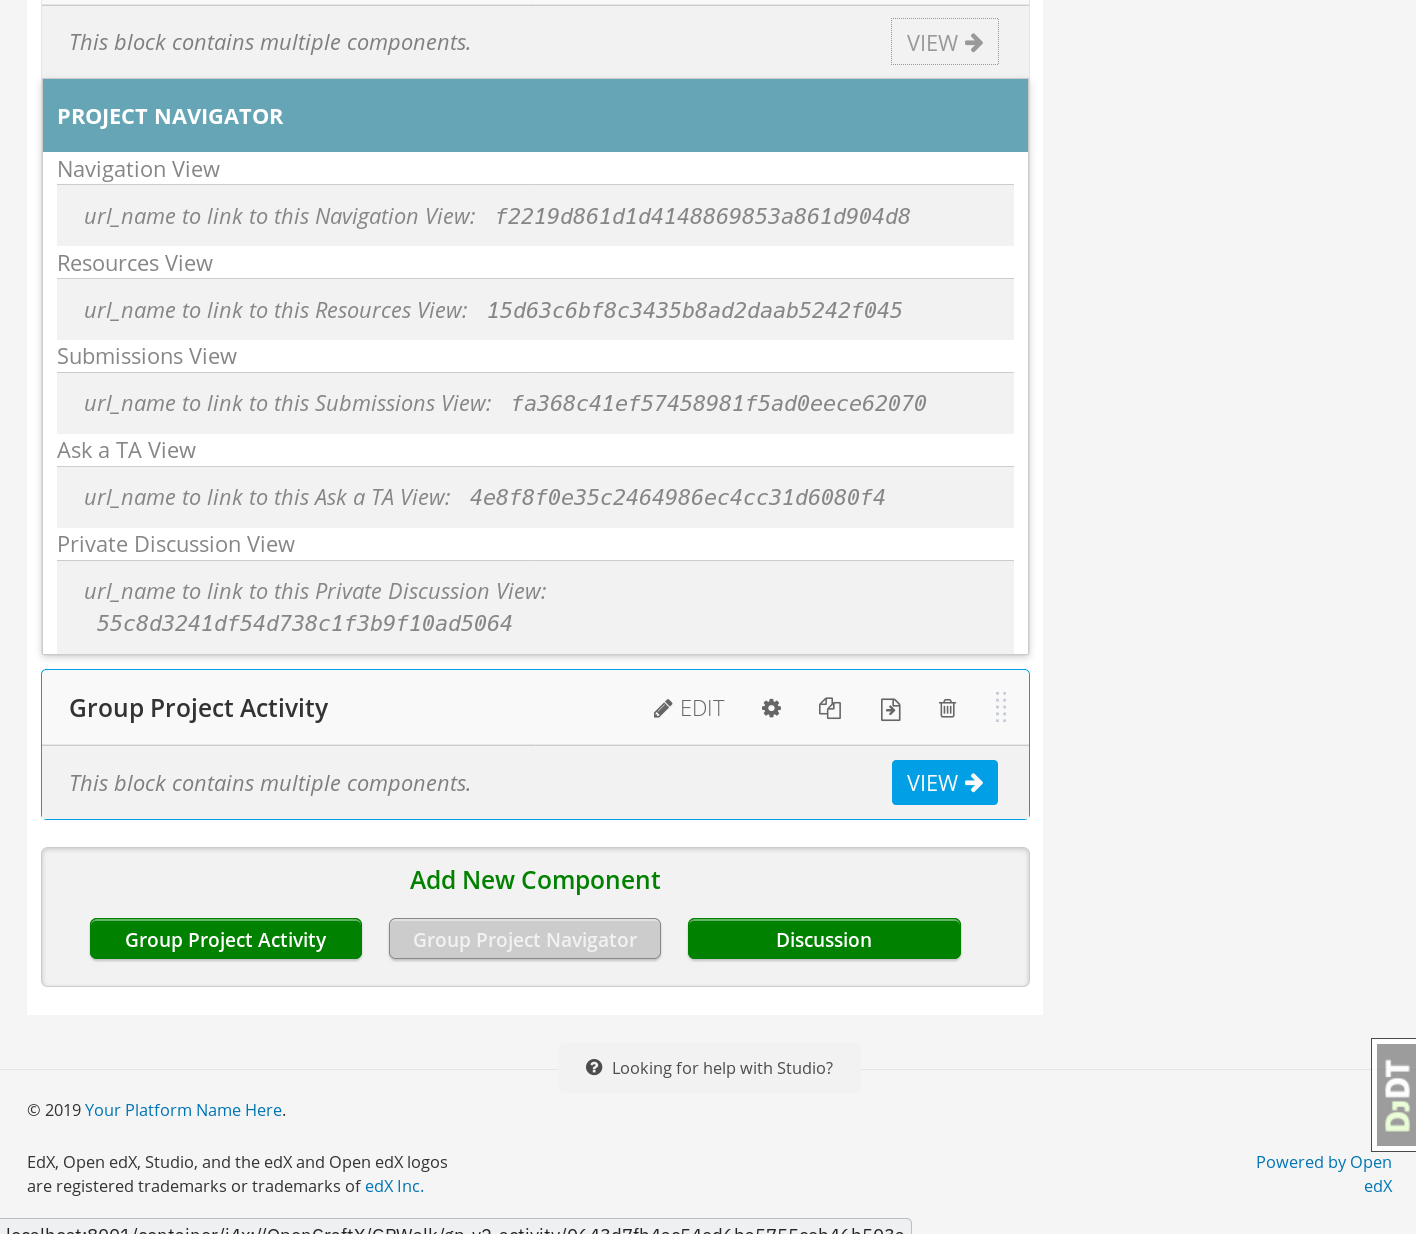 This block contains multiple components.
VIEW
PROJECT NAVIGATOR
Navigation View
url_name to link to this Navigation View: f2219d861d1d4148869853a861d904d8
Resources View
url_name to link to this Resources View: 15d63c6bf8c3435b8ad2daab5242f045
Submissions View
url_name to link to this Submissions View: fa368c41ef57458981f5ad0eece62070
Ask a TA View
url_name to link to this Ask a TA View: 4e8f8f0e35c2464986ec4cc31d6080f4
Private Discussion View
url_name to link to this Private Discussion View:
55c8d3241df54d738c1f3b9f10ad5064
Group Project Activity
EDIT
This block contains multiple components.
VIEW
Add New Component
Group Project Activity
Group Project Navigator
Discussion
Looking for help with Studio?
© 2019 Your Platform Name Here.
DJDT
EdX, Open edX, Studio, and the edX and Open edX logos
are registered trademarks or trademarks of edX Inc.
Powered by Open
edX